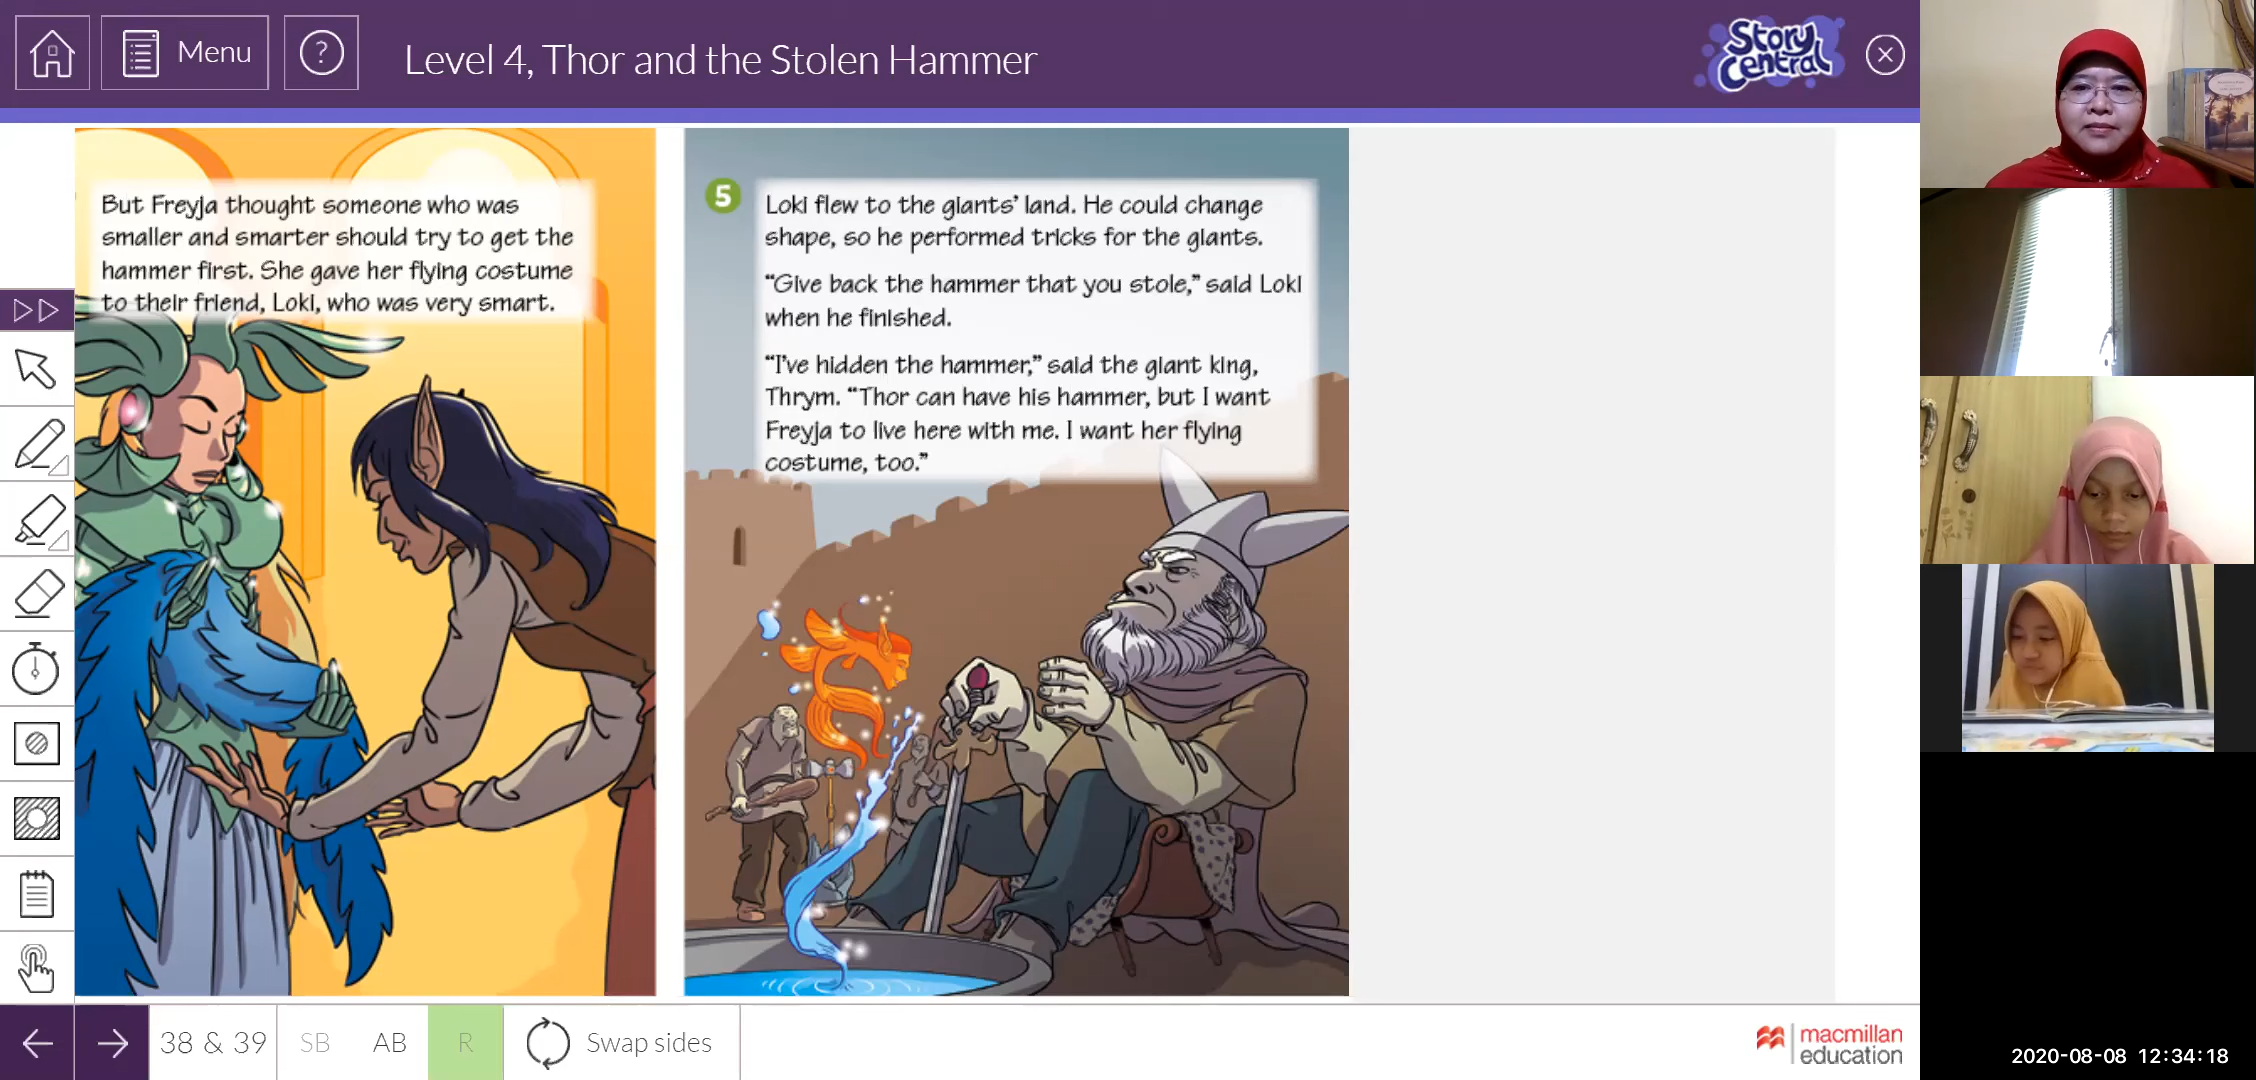 Menu
?
Level 4, Thor and the Stolen Hammer
Story
Central
But Freyja thought someone who was
smaller and smarter should try to get the
hammer first. She gave her flying costume
to their friend, Loki, who was very smart.
5
Loki flew to the giants' land. He could change
shape, so he performed tricks for the giants.
“Give back the hammer that you stole,” said Loki
when he finished.
“I've hidden the hammer,” said the giant king,
Thrym. “Thor can have his hammer, but I want
Freyja to live here with me. I want her flying
costume, too.”
38 & 39
SB
AB
R
Swap sides
macmillan
education
2020-08-08 12:34:18